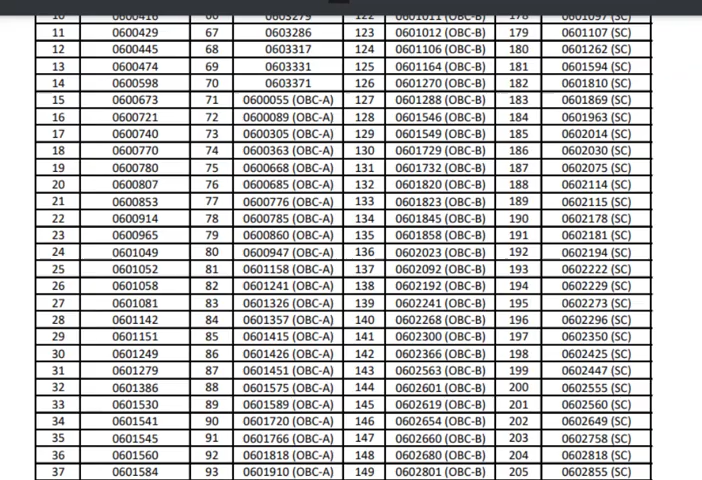 10 0600416 66 0603279 122 0601011 (OBC-B) 178 0601097 (SC)
11 0600429 67 0603286 123 0601012 (OBC-B) 179 0601107 (SC)
12 0600445 68 0603317 124 0601106 (OBC-B) 180 0601262 (SC)
13 0600474 69 0603331 125 0601164 (OBC-B) 181 0601594 (SC)
14 0600598 70 0603371 126 0601270 (OBC-B) 182 0601810 (SC)
15 0600673 71 0600055 (OBC-A) 127 0601288 (OBC-B) 183 0601869 (SC)
16 0600721 72 0600089 (OBC-A) 128 0601546 (OBC-B) 184 0601963 (SC)
17 0600740 73 0600305 (OBC-A) 129 0601549 (OBC-B) 185 0602014 (SC)
18 0600770 74 0600363 (OBC-A) 130 0601729 (OBC-B) 186 0602030 (SC)
19 0600780 75 0600668 (OBC-A) 131 0601732 (OBC-B) 187 0602075 (SC)
20 0600807 76 0600685 (OBC-A) 132 0601820 (OBC-B) 188 0602114 (SC)
21 0600853 77 0600776 (OBC-A) 133 0601823 (OBC-B) 189 0602115 (SC)
22 0600914 78 0600785 (OBC-A) 134 0601845 (OBC-B) 190 0602178 (SC)
23 0600965 79 0600860 (OBC-A) 135 0601858 (OBC-B) 191 0602181 (SC)
24 0601049 80 0600947 (OBC-A) 136 0602023 (OBC-B) 192 0602194 (SC)
25 0601052 81 0601158 (OBC-A) 137 0602092 (OBC-B) 193 0602222 (SC)
26 0601058 82 0601241 (OBC-A) 138 0602192 (OBC-B) 194 0602229 (SC)
27 0601081 83 0601326 (OBC-A) 139 0602241 (OBC-B) 195 0602273 (SC)
28 0601142 84 0601357 (OBC-A) 140 0602268 (OBC-B) 196 0602296 (SC)
29 0601151 85 0601415 (OBC-A) 141 0602300 (OBC-B) 197 0602350 (SC)
30 0601249 86 0601426 (OBC-A) 142 0602366 (OBC-B) 198 0602425 (SC)
31 0601279 87 0601451 (OBC-A) 143 0602563 (OBC-B) 199 0602447 (SC)
32 0601386 88 0601575 (OBC-A) 144 0602601 (OBC-B) 200 0602555 (SC)
33 0601530 89 0601589 (OBC-A) 145 0602619 (OBC-B) 201 0602560 (SC)
34 0601541 90 0601720 (OBC-A) 146 0602654 (OBC-B) 202 0602649 (SC)
35 0601545 91 0601766 (OBC-A) 147 0602660 (OBC-B) 203 0602758 (SC)
36 0601560 92 0601818 (OBC-A) 148 0602680 (OBC-B) 204 0602818 (SC)
37 0601584 93 0601910 (OBC-A) 149 0602801 (OBC-B) 205 0602855 (SC)